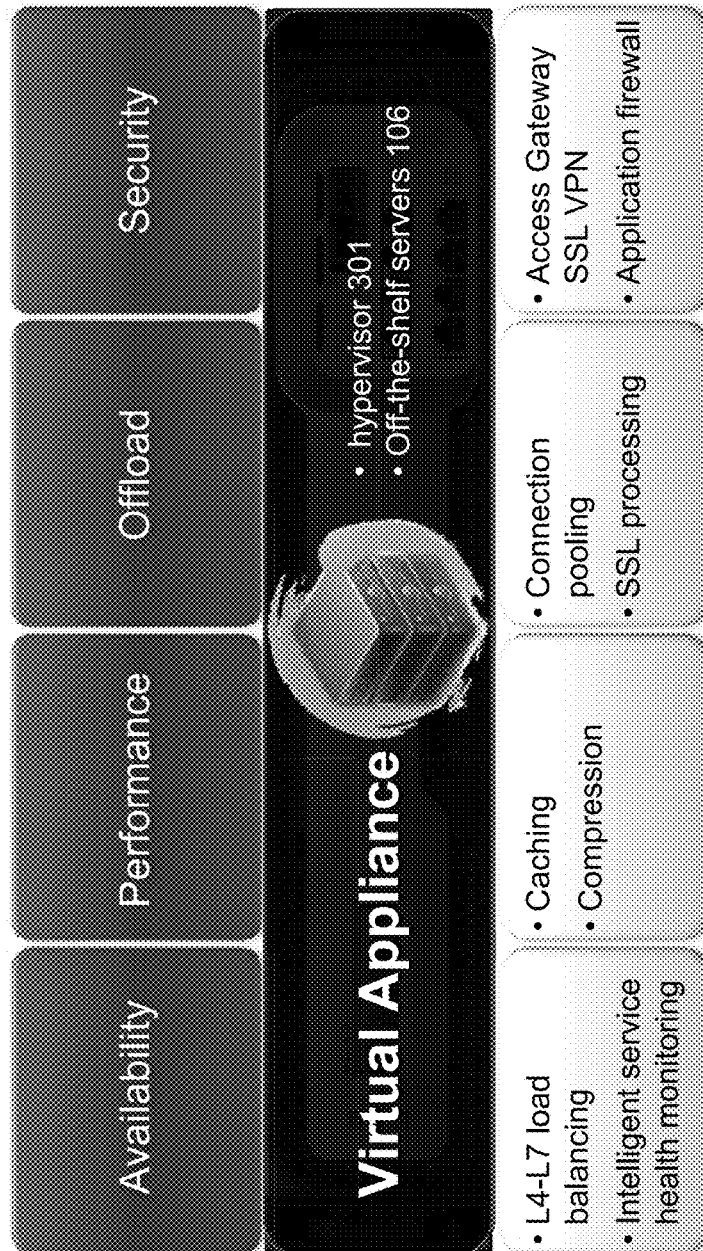 Availability
Performance
Offload
Security
Virtual Appliance
• hypervisor 301
• Off-the-shelf servers 106
• L4-L7 load
balancing
• Intelligent service
health monitoring
• Caching
• Compression
• Connection
pooling
• SSL processing
• Access Gateway
SSL VPN
• Application firewall